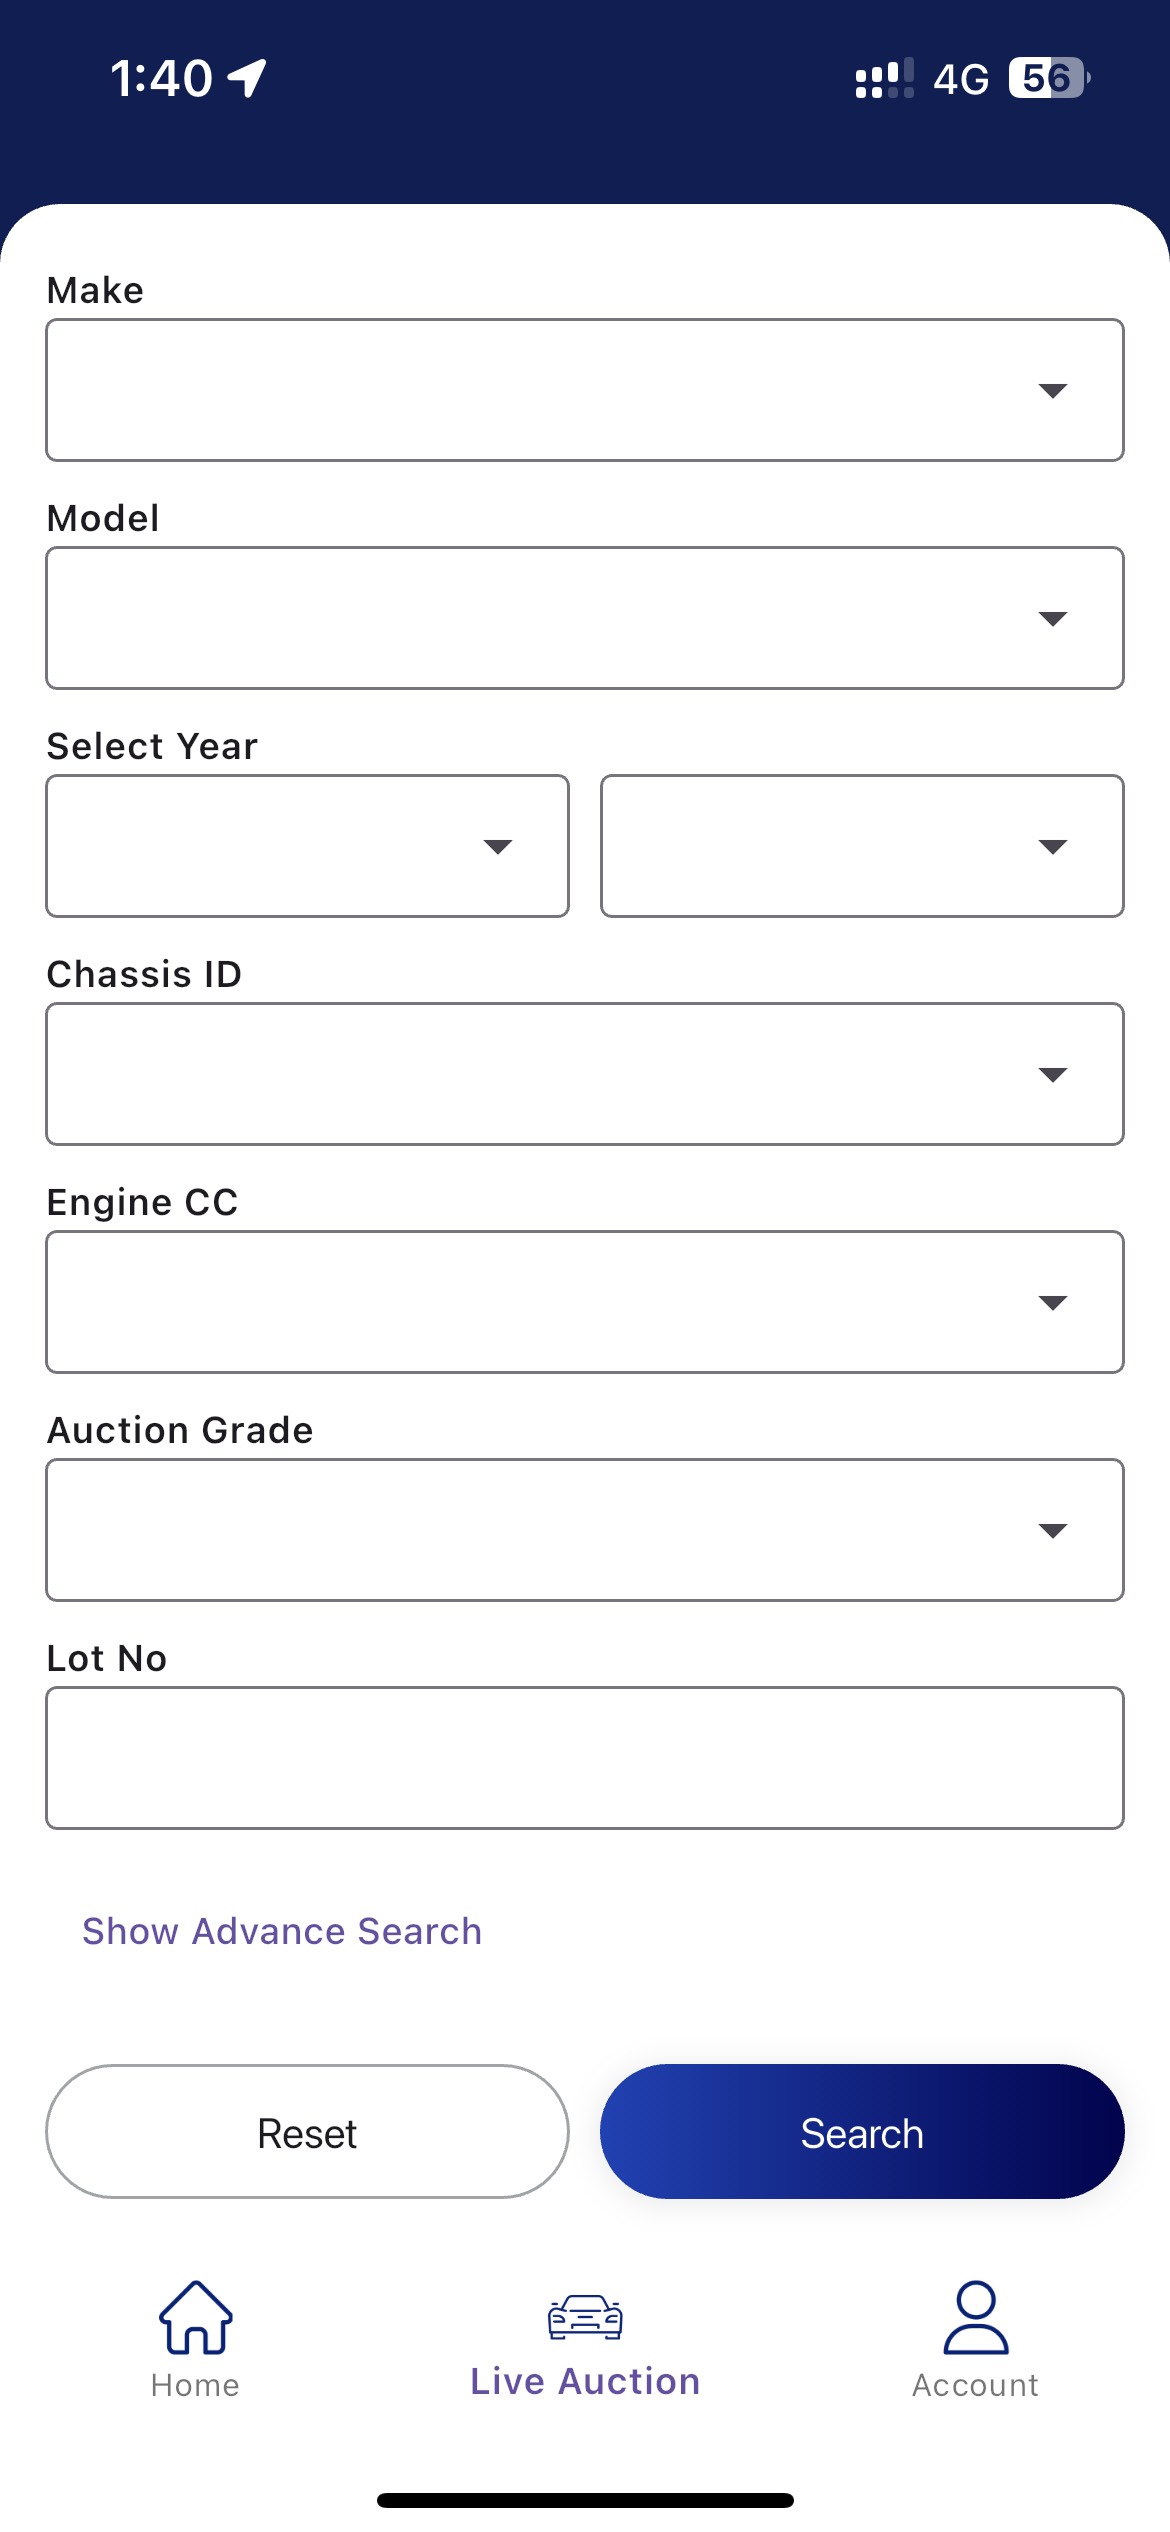 1:40 4G 56
Make
Model
Select Year
Chassis ID
Engine CC
Auction Grade
Lot No
Show Advance Search
Reset Search
Home Live Auction Account